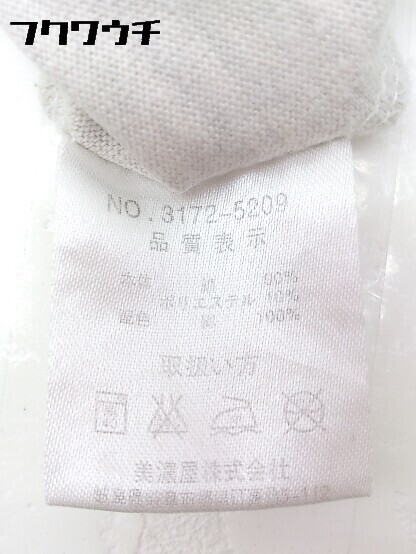 フクワウチ
NO.3172-5209
品質表示
本体 綿 90%
ポリエステル 10%
配色 綿 100%
取扱い方
美濃屋株式会社